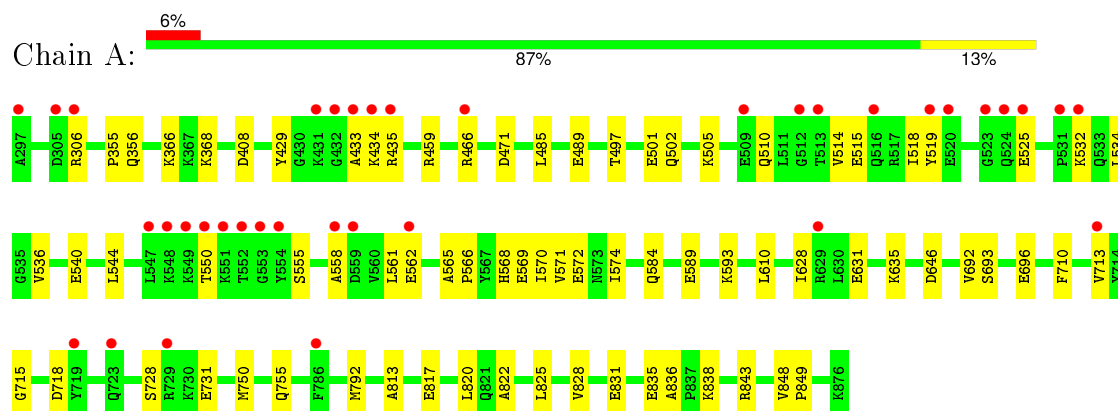 6%
Chain A:
87% 13%
A297 D305 R306 P355 Q356 K366 K367 K368 D408 Y429 G430 K431 G432 A433 K434 R435 R459 R466 D471 L485 E489 T497 E501 Q502 K505 E509 Q510 L511 G512 T513 V514 E515 Q516 R517 I518 Y519 E520 G523 Q524 E525 P531 K532 Q533 L534
G535 V536 E540 L544 L547 K548 K549 T550 K551 T552 G553 Y554 S555 A558 D559 V560 L561 E562 A565 P566 Y567 H568 E569 I570 V571 E572 N573 I574 Q584 E589 K593 L610 I628 R629 L630 E631 K635 D646 V692 S693 E696 F710 V713 Y714
G715 D718 Y719 Q723 S728 R729 K730 E731 M750 Q755 F786 M792 A813 E817 L820 Q821 A822 L825 V828 E831 E835 A836 P837 K838 R843 V848 P849 K876